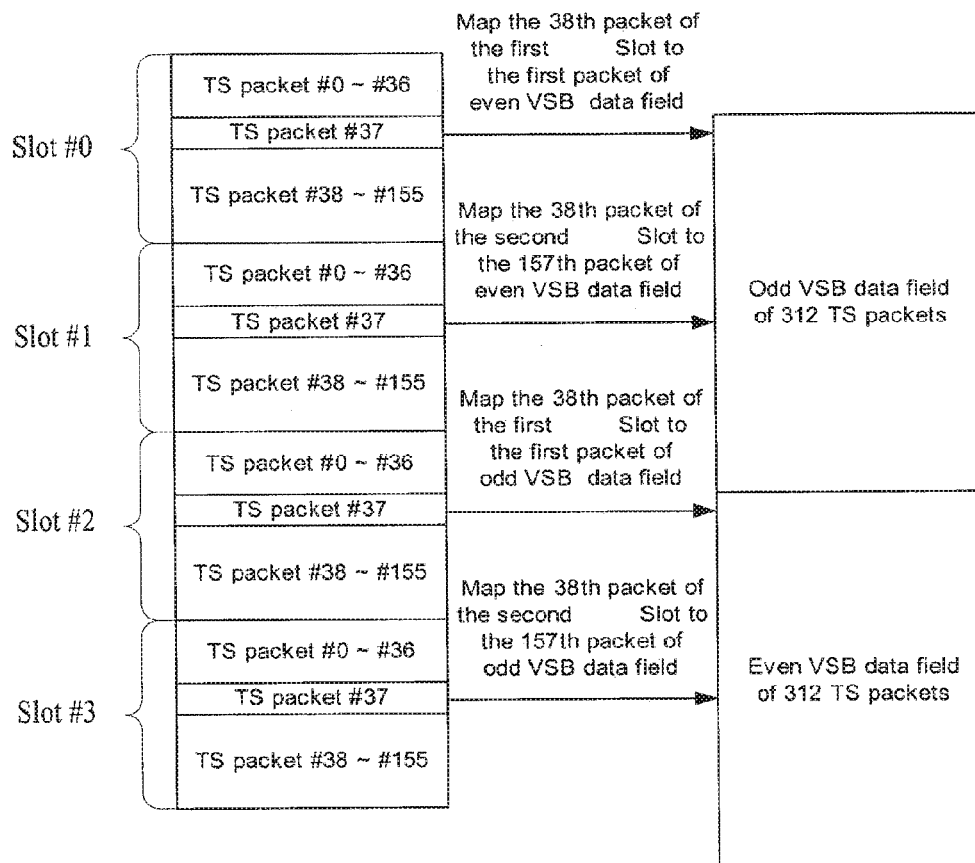 Map the 38th packet of
the first Slot to
the first packet of
even VSB data field
Slot #0
TS packet #0 ~ #36
TS packet #37
TS packet #38 ~ #155
Map the 38th packet of
the second Slot to
the 157th packet of
even VSB data field
Slot #1
TS packet #0 ~ #36
TS packet #37
TS packet #38 ~ #155
Odd VSB data field
of 312 TS packets
Map the 38th packet of
the first Slot to
the first packet of
odd VSB data field
Slot #2
TS packet #0 ~ #36
TS packet #37
TS packet #38 ~ #155
Map the 38th packet of
the second Slot to
the 157th packet of
odd VSB data field
Slot #3
TS packet #0 ~ #36
TS packet #37
TS packet #38 ~ #155
Even VSB data field
of 312 TS packets